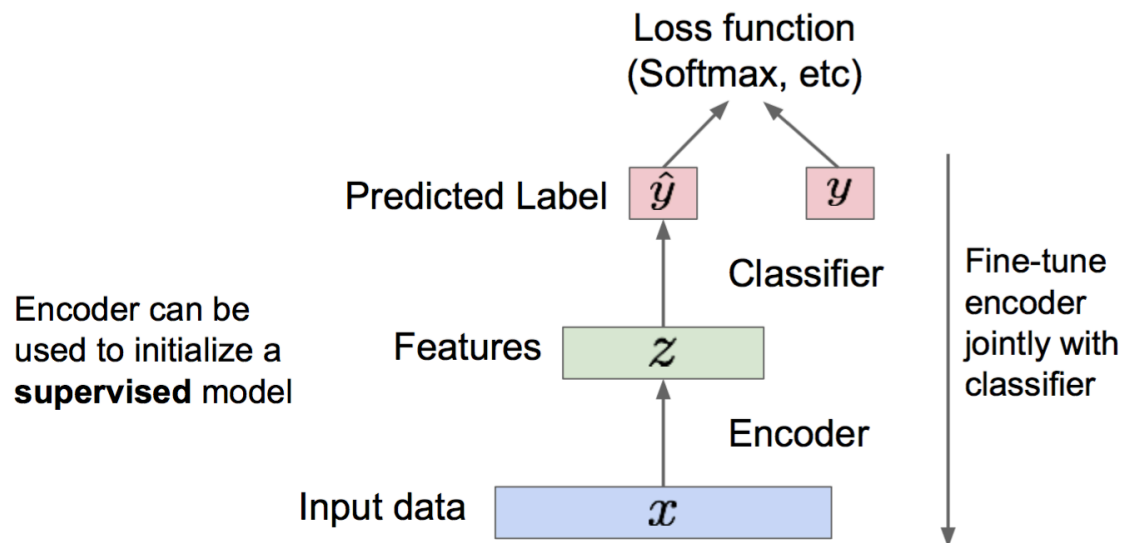 Loss function
(Softmax, etc)
Predicted Label
ŷ
y
Classifier
Fine-tune
encoder
jointly with
classifier
Encoder can be
used to initialize a
supervised model
Features
z
Encoder
Input data
x